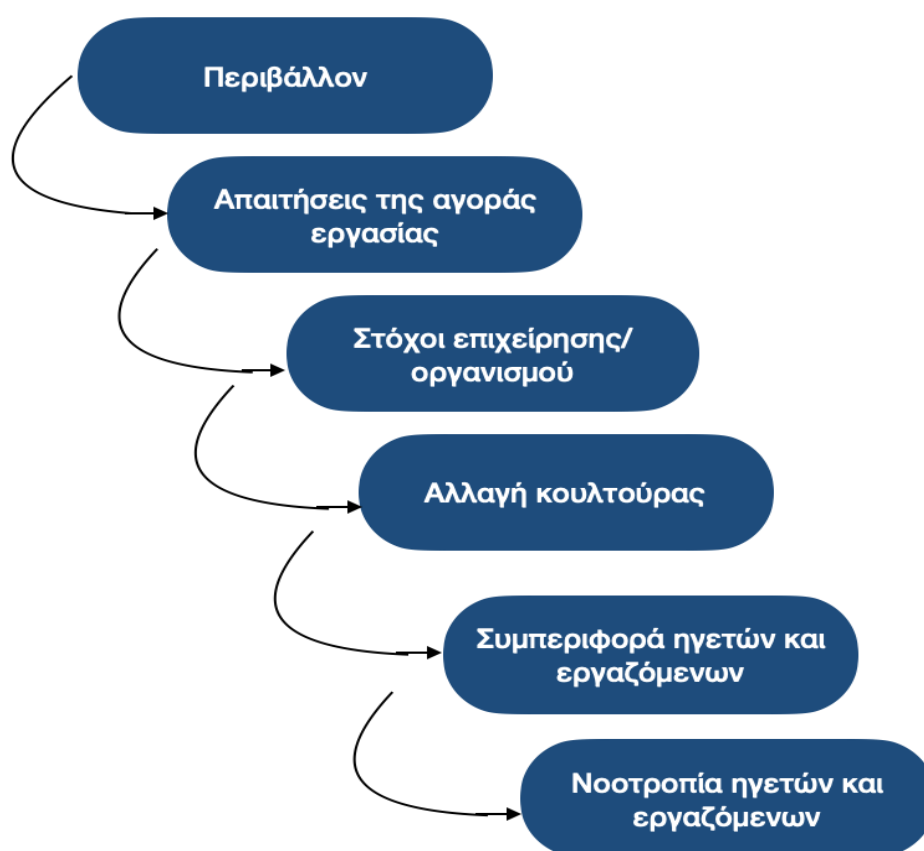 Περιβάλλον
Απαιτήσεις της αγοράς
εργασίας
Στόχοι επιχείρησης/
οργανισμού
Αλλαγή κουλτούρας
Συμπεριφορά ηγετών και
εργαζόμενων
Νοοτροπία ηγετών και
εργαζόμενων